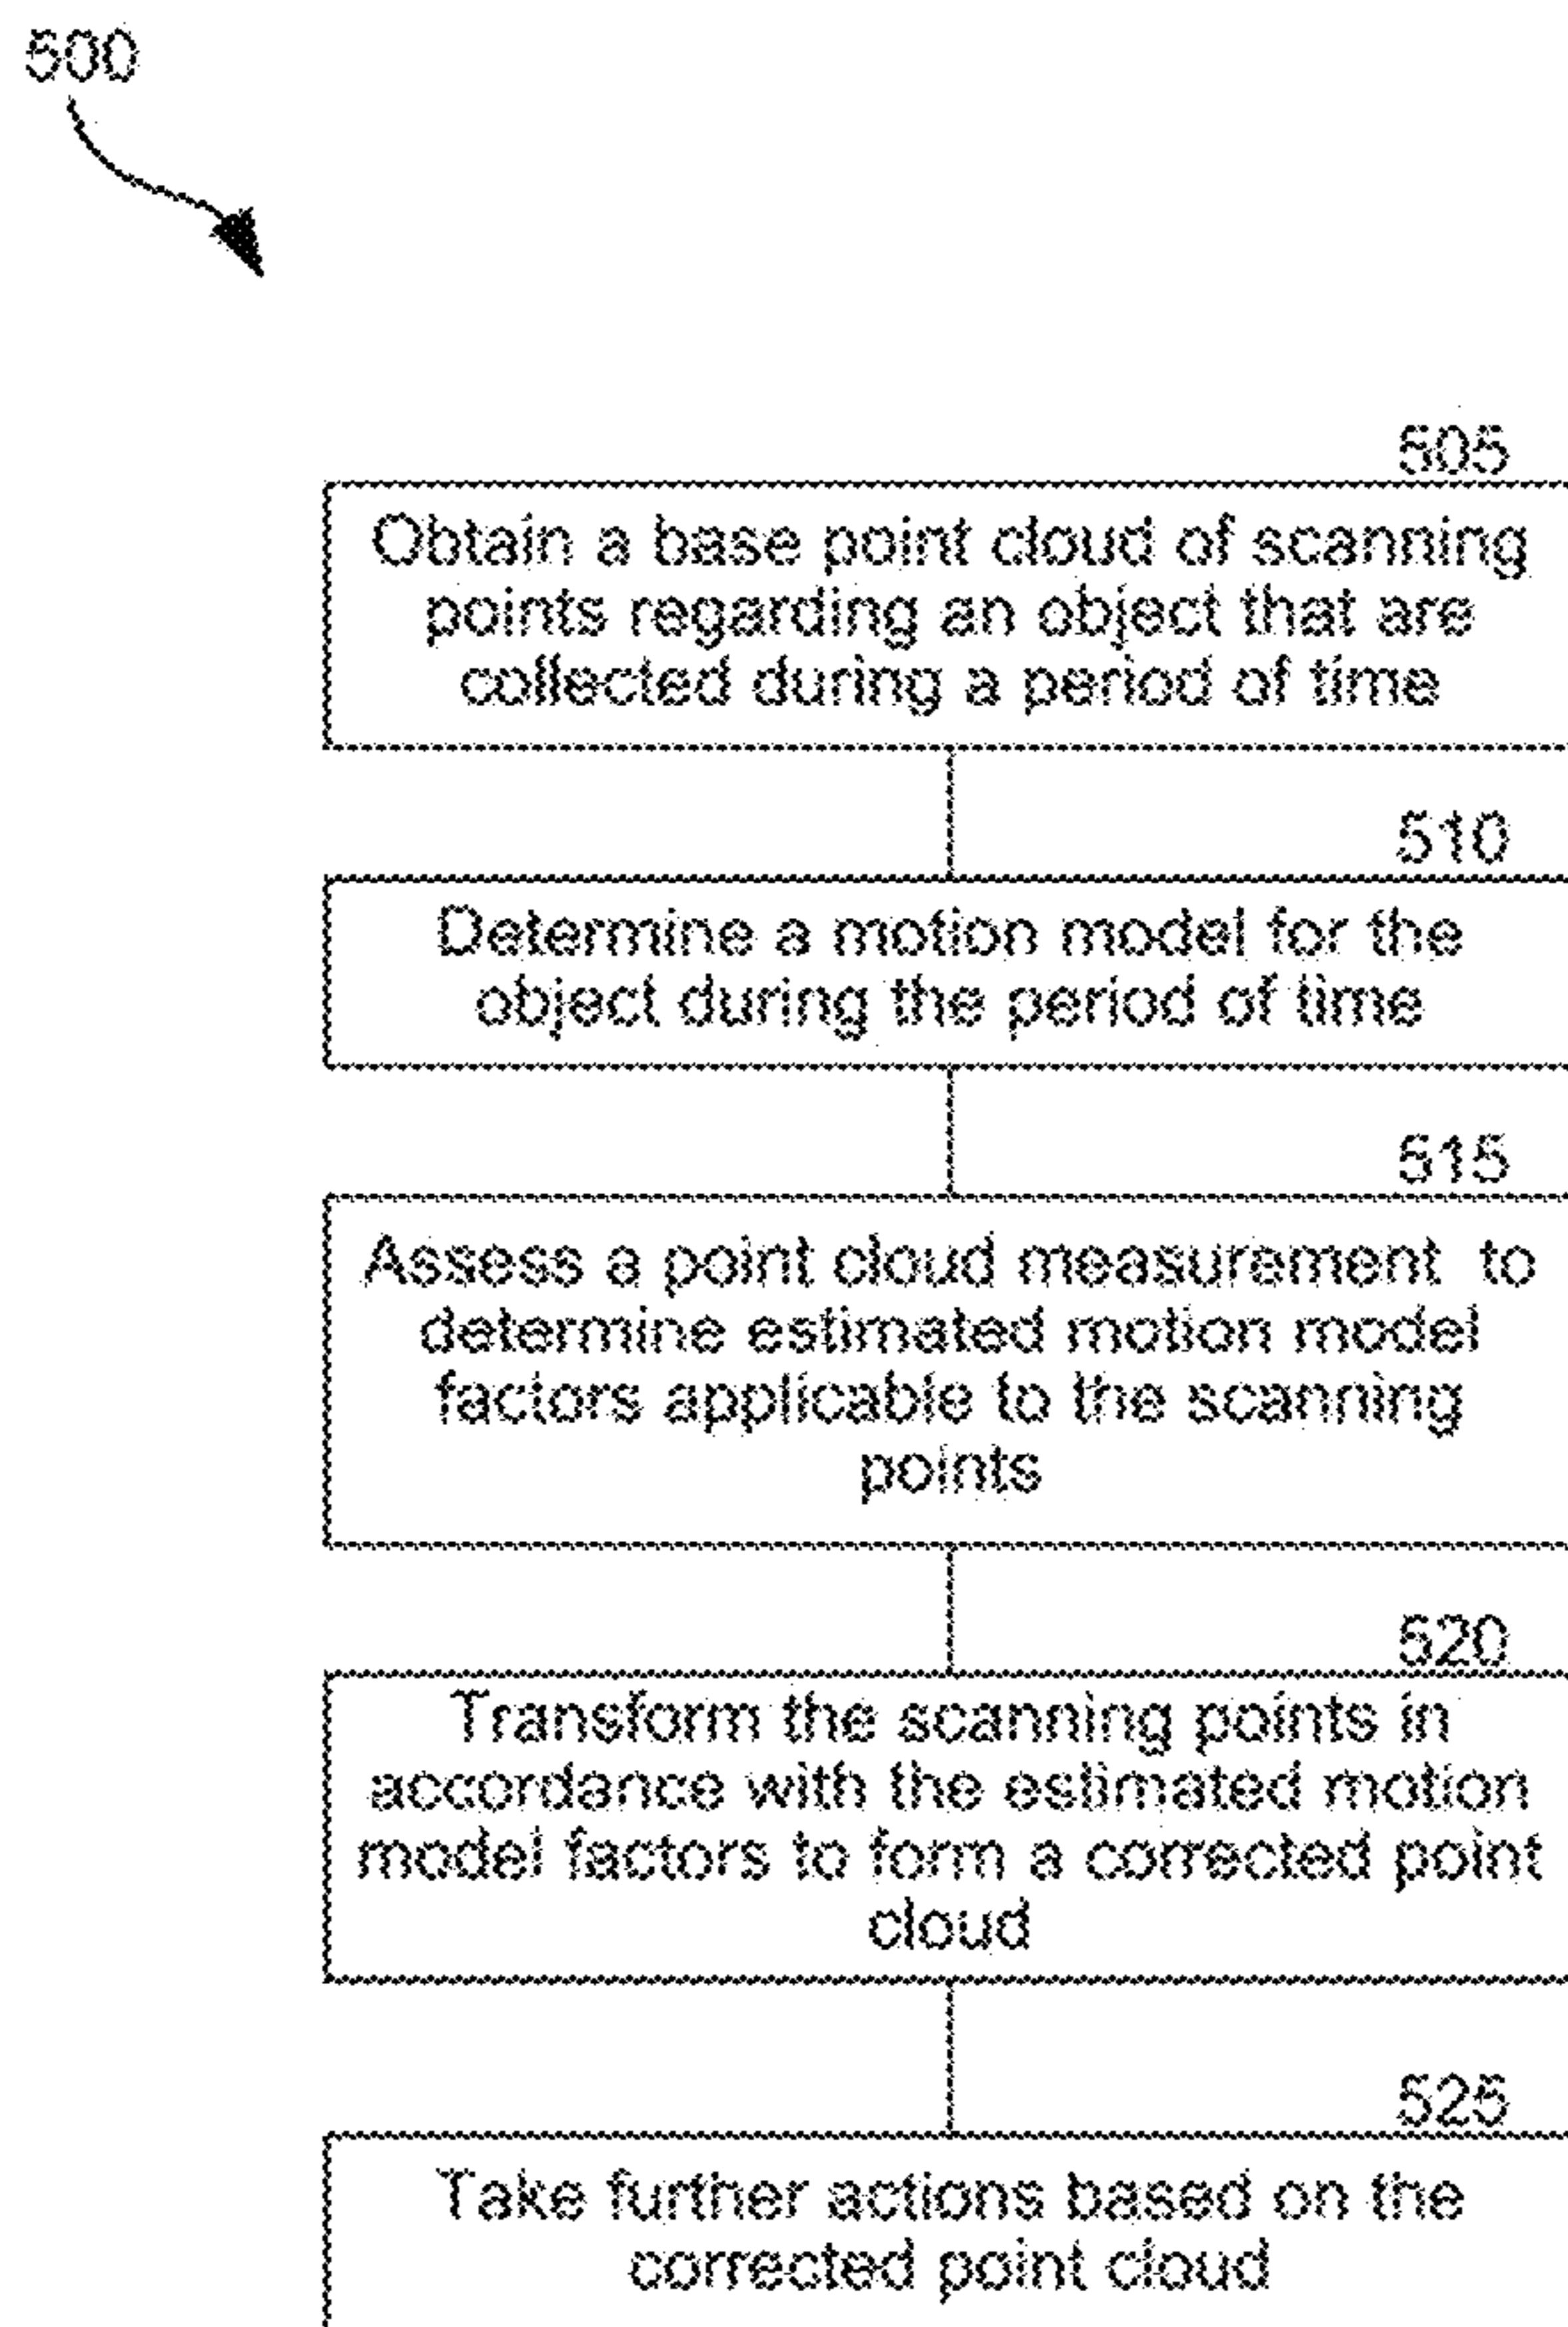 500
505
Obtain a base point cloud of scanning
points regarding an object that are
collected during a period of time
510
Determine a motion model for the
object during the period of time
515
Assess a point cloud measurement to
determine estimated motion model
factors applicable to the scanning
points
520
Transform the scanning points in
accordance with the estimated motion
model factors to form a corrected point
cloud
525
Take further actions based on the
corrected point cloud